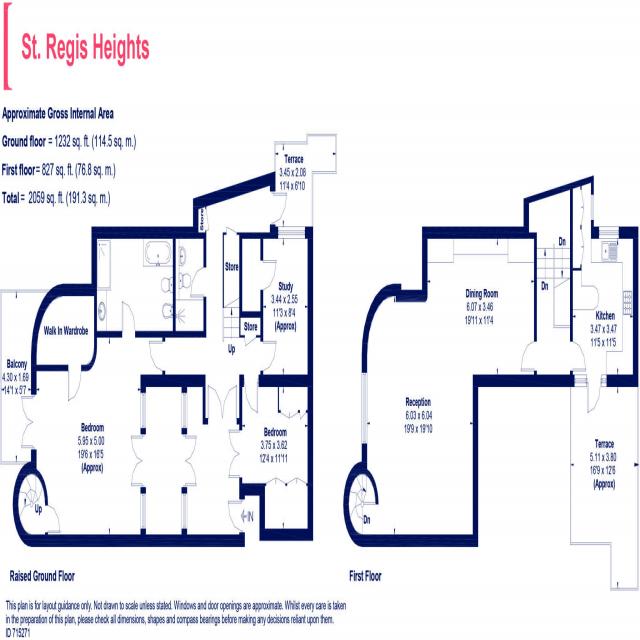 St. Regis Heights
Approximate Gross Internal Area
Ground floor = 1232 sq. ft. (114.5 sq. m.)
First floor= 827 sq. ft. (76.8 sq. m.)
Total = 2059 sq. ft. (191.3 sq. m.)
Terrace
3.45 x 2.08
11'4 x 6'10
Store
Store
Study
3.44 x 2.55
11'3 x 8'4
(Approx)
Store
Up
Walk In Wardrobe
Balcony
4.30 x 1.69
14'1 x 5'7
Bedroom
5.95 x 5.00
19'6 x 16'5
(Approx)
Bedroom
3.75 x 3.62
12'4 x 11'11
Up
IN
Dn
Dn
Dining Room
6.07 x 3.46
19'11 x 11'4
Kitchen
3.47 x 3.47
11'5 x 11'5
Reception
6.03 x 6.04
19'9 x 19'10
Terrace
5.11 x 3.80
16'9 x 12'6
(Approx)
Dn
Raised Ground Floor
First Floor
This plan is for layout guidance only. Not drawn to scale unless stated. Windows and door openings are approximate. Whilst every care is taken
in the preparation of this plan, please check all dimensions, shapes and compass bearings before making any decisions reliant upon them.
ID 715271